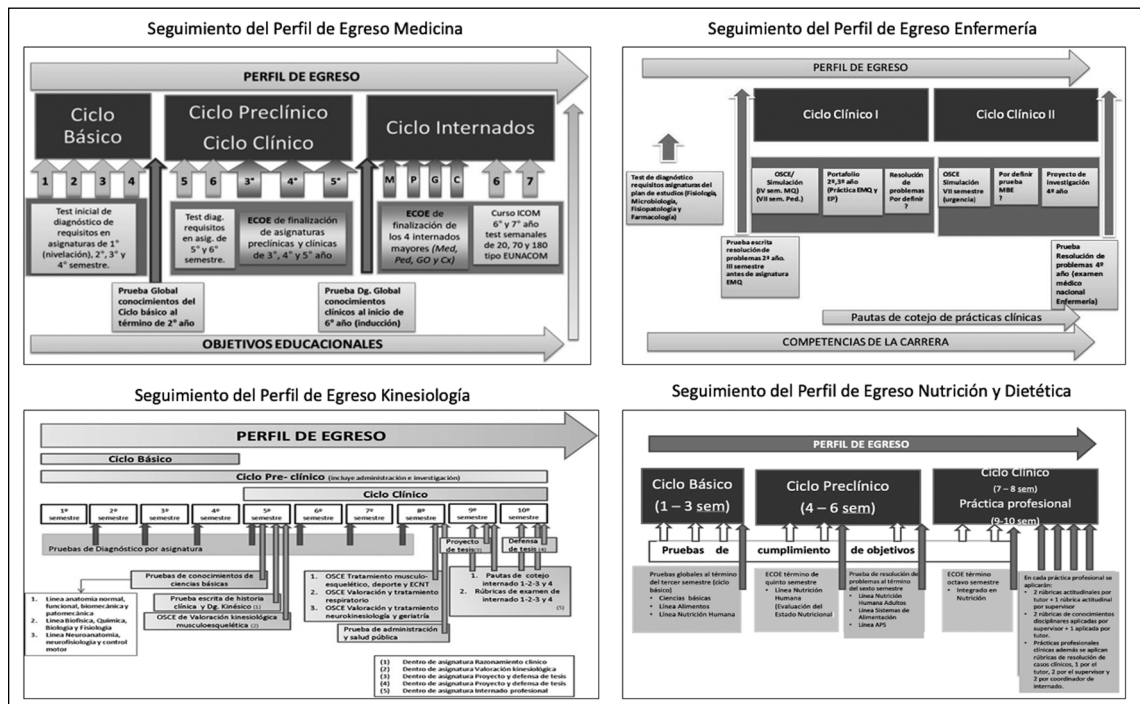 Seguimiento del Perfil de Egreso Medicina
PERFIL DE EGRESO
Ciclo
Básico
Ciclo Preclínico
Ciclo Clínico
Ciclo Internados
1 2 3 4
5 6 3° 4° 5°
M P G C
6 7
Test inicial de
diagnóstico de
requisitos en
asignaturas de 1°
(nivelación), 2°, 3° y
4° semestre.
Test diag.
requisitos
en asig. de
5° y 6°
semestre.
ECOE de finalización
de asignaturas
preclínicas y clínicas
de 3°, 4° y 5° año
ECOE de
finalización de
los 4 internados
mayores (Med,
Ped, GO y Cx)
Curso ICOM
6° y 7° año
test semanales
de 20, 70 y 180
tipo EUNACOM
Prueba Global
conocimientos del
Ciclo básico al
término de 2° año
Prueba Dg. Global
conocimientos
clínicos al inicio de
6° año (inducción)
OBJETIVOS EDUCACIONALES
Seguimiento del Perfil de Egreso Enfermería
PERFIL DE EGRESO
Ciclo Clínico I
Ciclo Clínico II
Test de diagnóstico
requisitos asignaturas del
plan de estudios (Fisiología,
Microbiología,
Fisiopatología y
Farmacología)
OSCE/
Simulación
(IV sem. MQ)
(VII sem. Ped.)
Portafolio
2º,3º año
(Práctica EMQ y
EP)
Resolución
de
problemas
Por definir
?
OSCE
Simulación
VII semestre
(urgencia)
Por definir
prueba
MBE
?
Proyecto de
investigación
4º año
Prueba escrita
resolución de
problemas 2º año.
III semestre
antes de asignatura
EMQ
Prueba
Resolución de
problemas 4º
año (examen
médico
nacional
Enfermería)
Pautas de cotejo de prácticas clínicas
COMPETENCIAS DE LA CARRERA
Seguimiento del Perfil de Egreso Kinesiología
PERFIL DE EGRESO
Ciclo Básico
Ciclo Pre- clínico (incluye administración e investigación)
Ciclo Clínico
1º semestre
2º semestre
3º semestre
4º semestre
5º semestre
6º semestre
7º semestre
8º semestre
9º semestre
10º semestre
Pruebas de Diagnóstico por asignatura
Proyecto
de tesis(3)
Defensa
de tesis (4)
Pruebas de conocimientos de
ciencias básicas
1. Línea anatomía normal,
funcional, biomecánica y
patomecánica
2. Línea Biofísica, Química,
Biología y Fisiología
3. Línea Neuroanatomía,
neurofisiología y control
motor
Prueba escrita de historia
clínica y Dg. Kinésico (1)
OSCE de Valoración kinesiológica
musculoesquelética (2)
1. OSCE Tratamiento musculo-
esquelético, deporte y ECNT
2. OSCE Valoración y tratamiento
respiratorio
3. OSCE Valoración y tratamiento
neurokinesiología y geriatría
Prueba de administración
y salud pública
1. Pautas de cotejo
internado 1-2-3 y 4
2. Rúbricas de examen de
internado 1-2-3 y 4
(5)
(1) Dentro de asignatura Razonamiento clínico
(2) Dentro de asignatura Valoración kinesiológica
(3) Dentro de asignatura Proyecto y defensa de tesis
(4) Dentro de asignatura Proyecto y defensa de tesis
(5) Dentro de asignatura Internado profesional
Seguimiento del Perfil de Egreso Nutrición y Dietética
PERFIL DE EGRESO
Ciclo Básico
(1 – 3 sem)
Ciclo Preclínico
(4 – 6 sem)
Ciclo Clínico
(7 – 8 sem)
Práctica profesional
(9-10 sem)
Pruebas de cumplimiento de objetivos
Pruebas globales al término
del tercer semestre (ciclo
básico)
• Ciencias básicas
• Línea Alimentos
• Línea Nutrición Humana
ECOE término de
quinto semestre
• Línea Nutrición
Humana
(Evaluación del
Estado Nutricional)
Prueba de resolución de
problemas al término del
sexto semestre
• Línea Nutrición
Humana Adultos
• Línea Sistemas de
Alimentación
• Línea APS
ECOE término
octavo semestre
• Integrado en
Nutrición
En cada práctica profesional se
aplicarán:
• 2 rúbricas actitudinales por
tutor + 1 rúbrica actitudinal
por supervisor
• 2 rúbricas de conocimientos
disciplinares aplicadas por
supervisor + 1 aplicada por
tutor.
• Prácticas profesionales
clínicas además se aplican
rúbricas de resolución de
casos clínicos, 1 por el
tutor, 2 por el supervisor y
2 por coordinador de
internado.